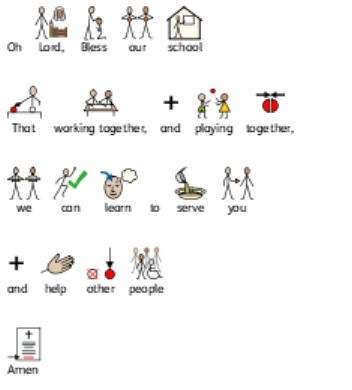 Oh Lord, Bless our school
That working together, and playing together,
we can learn to serve you
and help other people
Amen